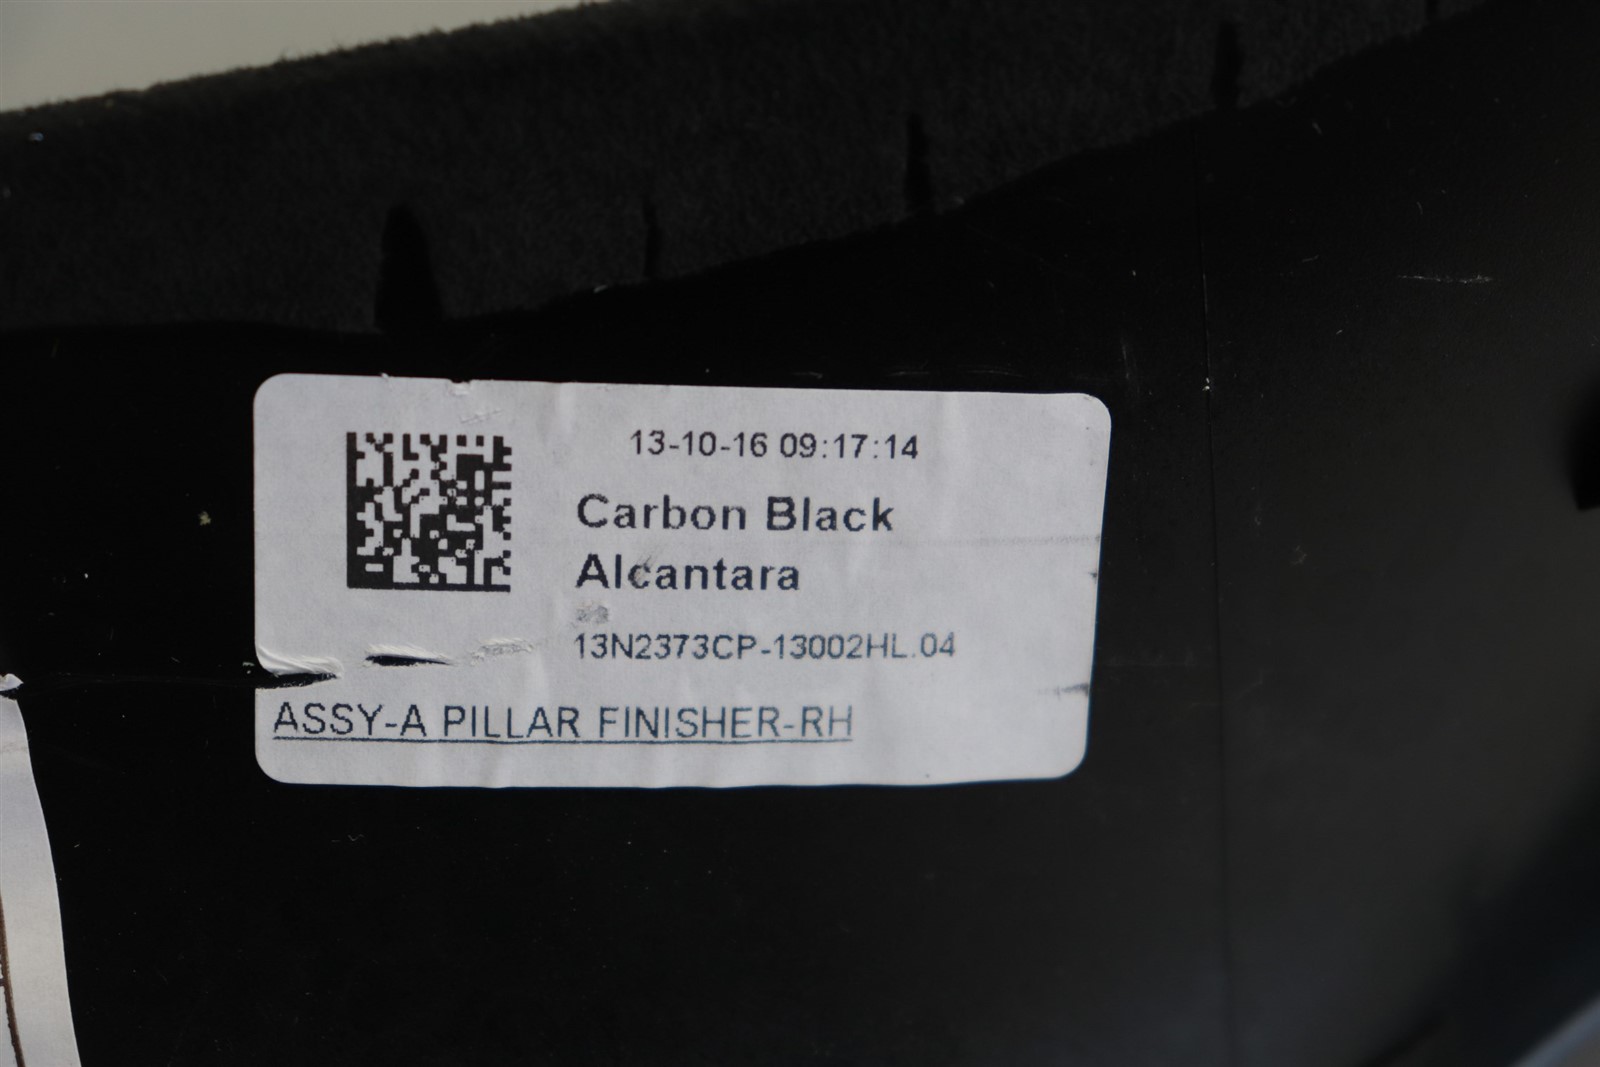 13-10-16 09:17:14
Carbon Black
Alcantara
13N2373CP-13002HL.04
ASSY-A PILLAR FINISHER-RH